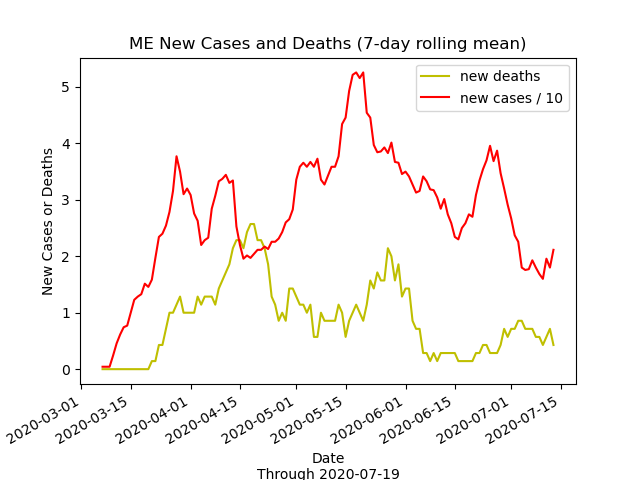 ME New Cases and Deaths (7-day rolling mean)
new deaths
new cases / 10
New Cases or Deaths
5
4
3
2
1
0
2020-03-01
2020-03-15
2020-04-01
2020-04-15
2020-05-01
2020-05-15
2020-06-01
2020-06-15
2020-07-01
2020-07-15
Date
Through 2020-07-19